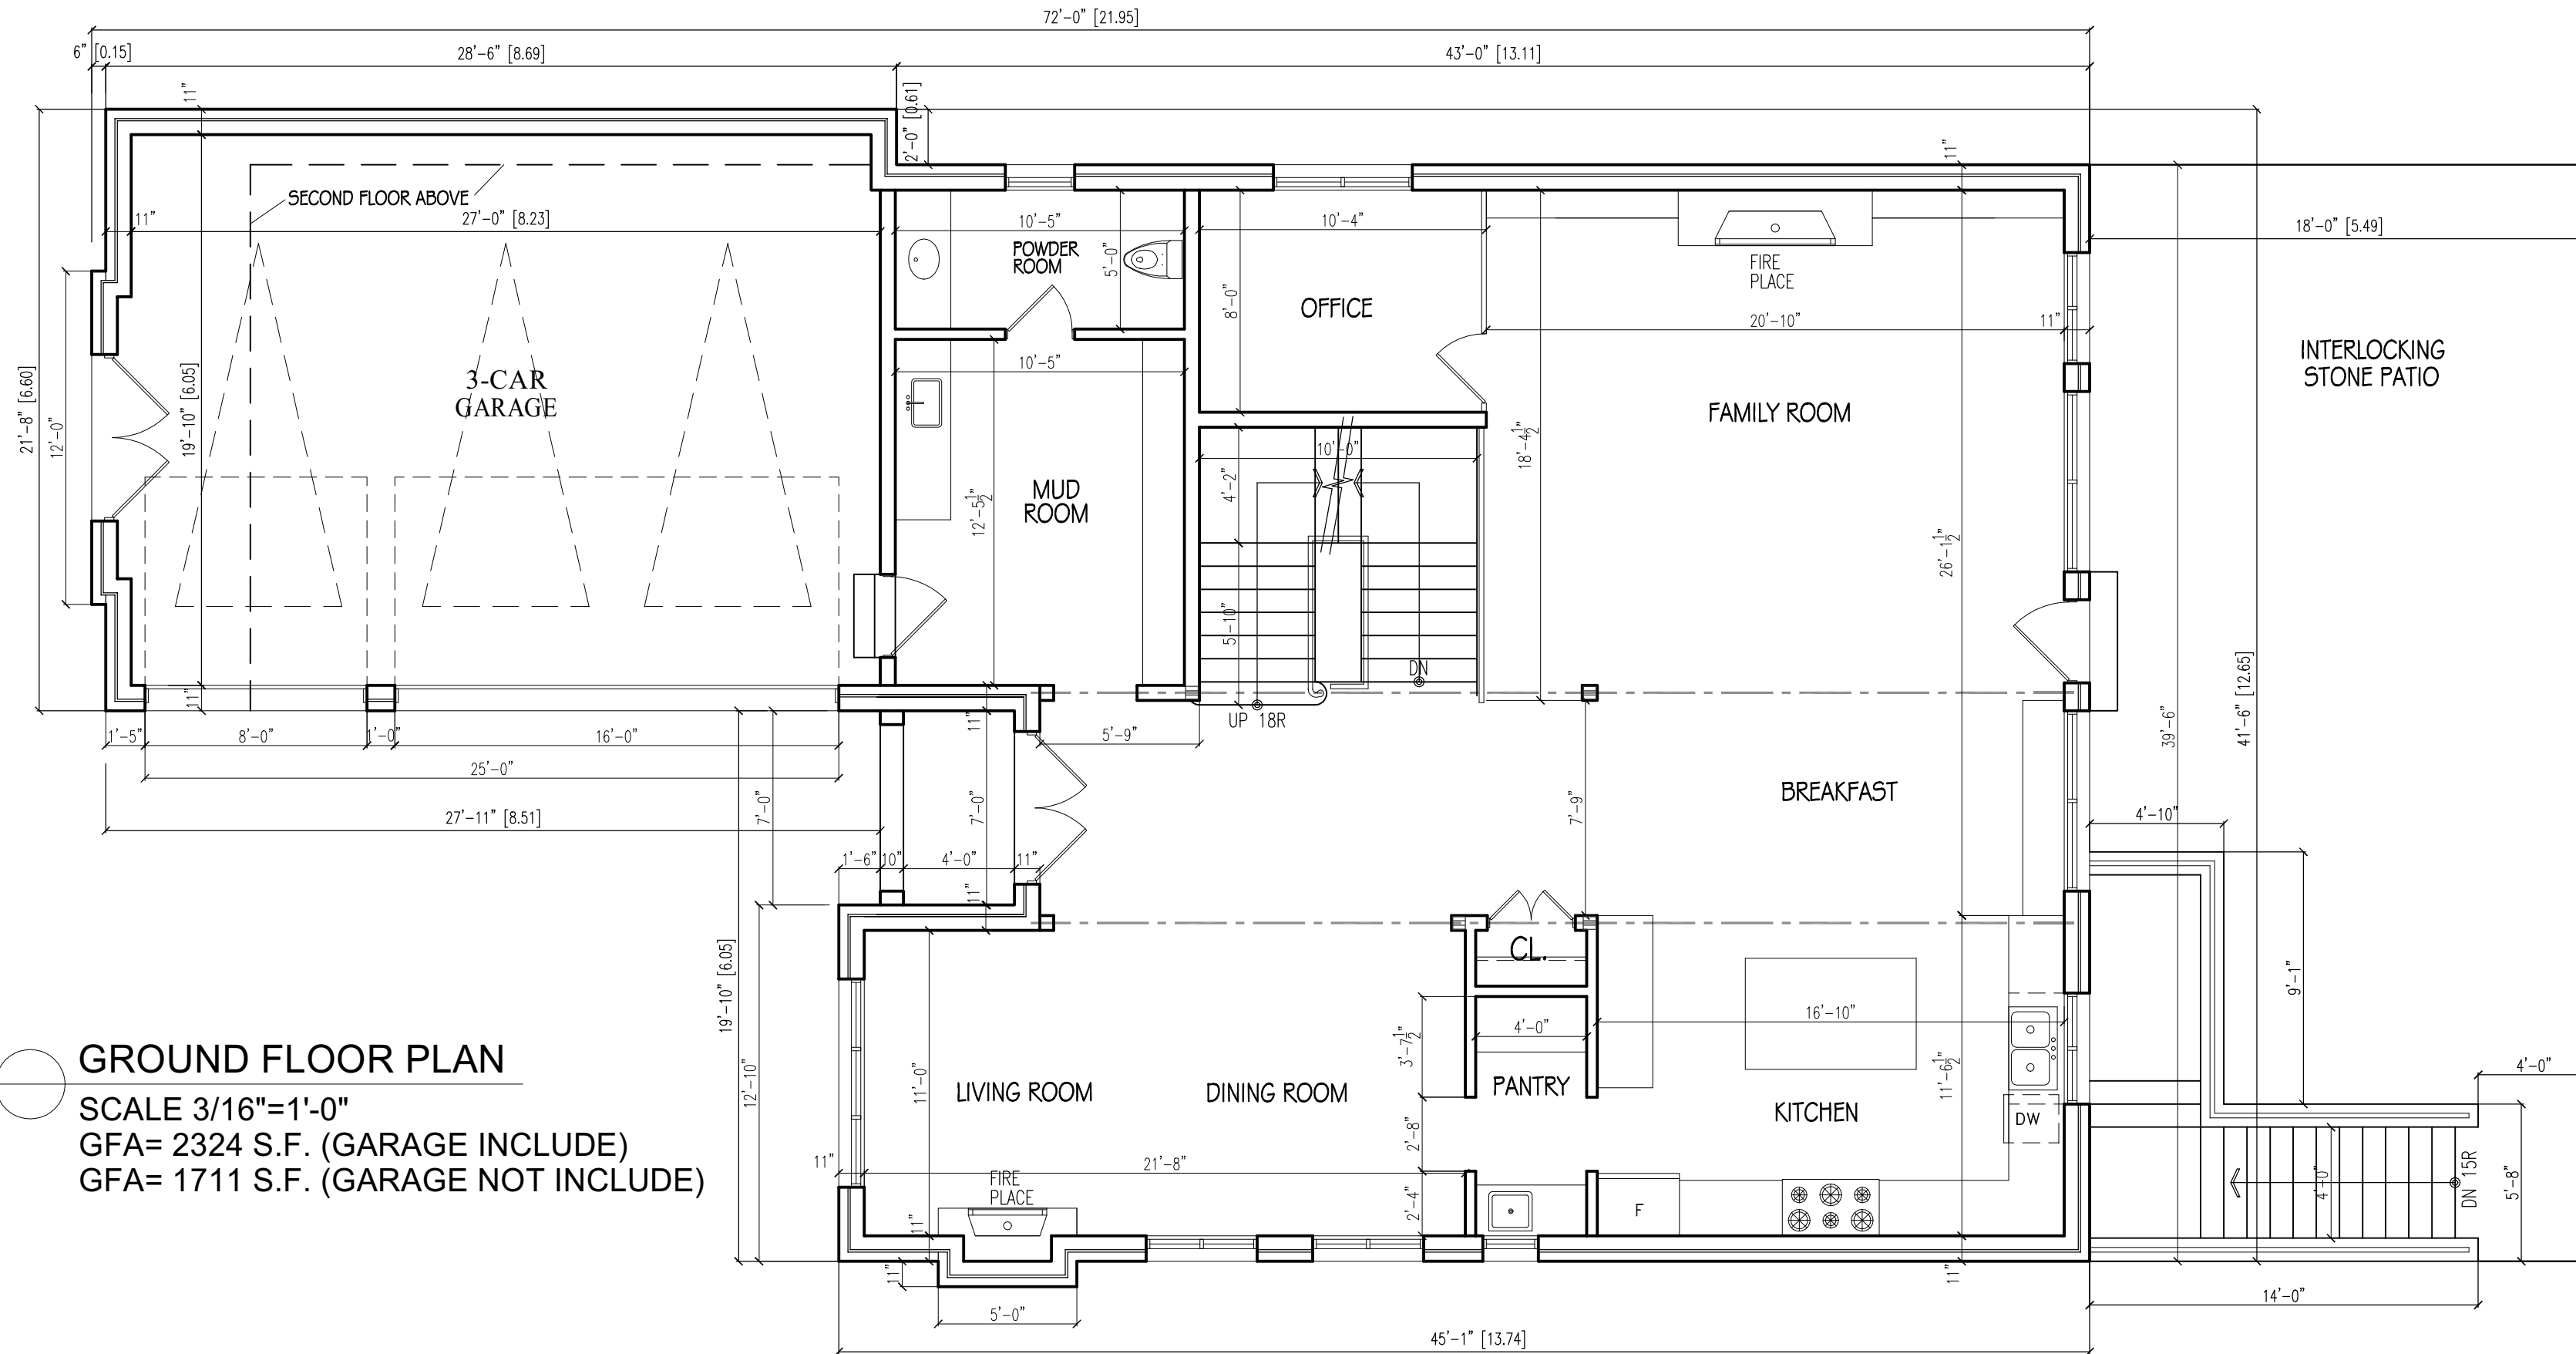 72'-0" [21.95]
6" [0.15]
28'-6" [8.69]
43'-0" [13.11]
11"
2'-0" [0.61]
11"
SECOND FLOOR ABOVE
11"
27'-0" [8.23]
10'-5"
POWDER
ROOM
5'-0"
10'-4"
8'-0"
OFFICE
FIRE
PLACE
20'-10"
11"
18'-0" [5.49]
INTERLOCKING
STONE PATIO
21'-8" [6.60]
12'-0"
19'-10" [6.05]
3-CAR
GARAGE
10'-5"
12'-5 1/2"
MUD
ROOM
10'-0"
4'-2"
5'-10"
18'-4 1/2"
FAMILY ROOM
26'-1 1/2"
DN
UP 18R
39'-6"
41'-6" [12.65]
11"
1'-5"
8'-0"
1'-0"
16'-0"
11"
5'-9"
25'-0"
27'-11" [8.51]
7'-0"
7'-0"
7'-9"
BREAKFAST
4'-10"
1'-6"
10"
4'-0"
11"
11"
CL.
9'-1"
19'-10" [6.05]
12'-10"
11'-0"
LIVING ROOM
DINING ROOM
3'-7 1/2"
4'-0"
PANTRY
16'-10"
11'-6 1/2"
KITCHEN
DW
4'-0"
2'-8"
11"
21'-8"
FIRE
PLACE
2'-4"
F
4'-0"
DN 15R
5'-8"
11"
11"
11"
5'-0"
14'-0"
45'-1" [13.74]
GROUND FLOOR PLAN
SCALE 3/16"=1'-0"
GFA= 2324 S.F. (GARAGE INCLUDE)
GFA= 1711 S.F. (GARAGE NOT INCLUDE)